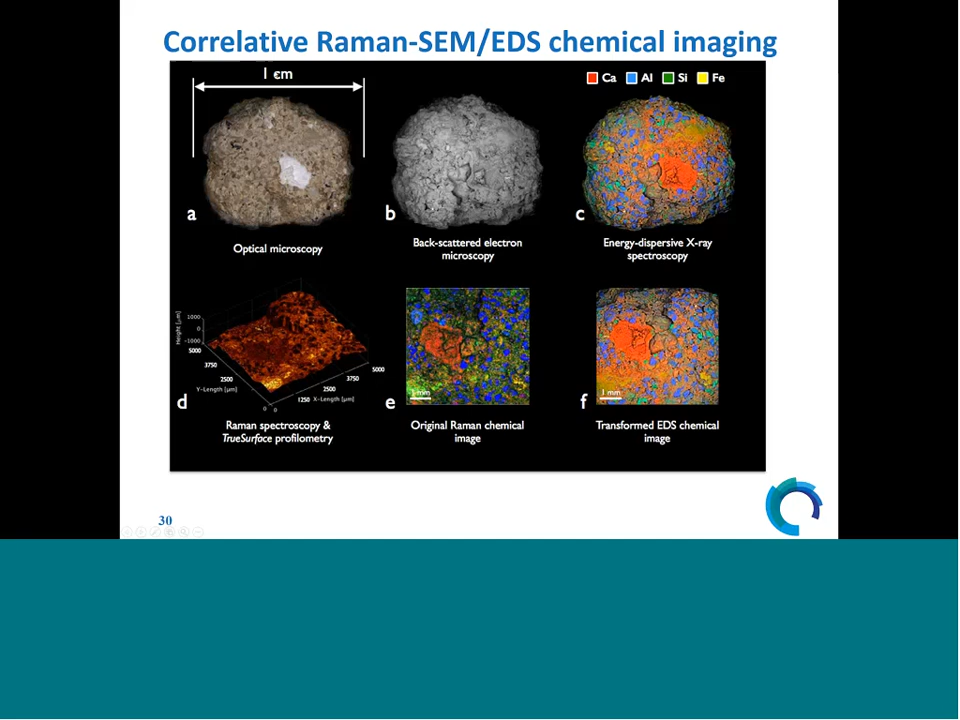 Correlative Raman-SEM/EDS chemical imaging
1 cm
Ca Al Si Fe
a
b
c
Optical microscopy
Back-scattered electron
microscopy
Energy-dispersive X-ray
spectroscopy
Height [µm]
1000
0
-1000
5000
3750
2500
Y-Length [µm]
0
0
1250
X-Length [µm]
2500
3750
5000
1 mm
1 mm
d
e
f
Raman spectroscopy &
TrueSurface profilometry
Original Raman chemical
image
Transformed EDS chemical
image
30